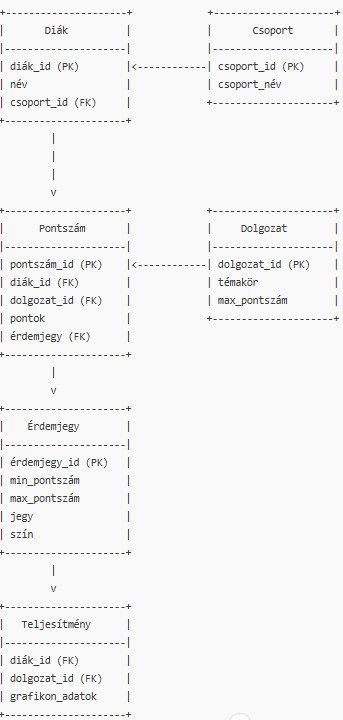 +---------------------+             +---------------------+
|       Diák          |             |       Csoport       |
|---------------------|             |---------------------|
| diák_id (PK)        |<------------| csoport_id (PK)     |
| név                 |             | csoport_név         |
| csoport_id (FK)     |             +---------------------+
+---------------------+
         |
         |
         |
         v
+---------------------+             +---------------------+
|      Pontszám       |             |     Dolgozat        |
|---------------------|             |---------------------|
| pontszám_id (PK)    |<------------| dolgozat_id (PK)    |
| diák_id (FK)        |             | témakör             |
| dolgozat_id (FK)    |             | max_pontszám        |
| pontok              |             +---------------------+
| érdemjegy (FK)      |
+---------------------+
         |
         v
+---------------------+
|    Érdemjegy        |
|---------------------|
| érdemjegy_id (PK)   |
| min_pontszám        |
| max_pontszám        |
| jegy                |
| szín                |
+---------------------+
         |
         v
+---------------------+
|   Teljesítmény      |
|---------------------|
| diák_id (FK)        |
| dolgozat_id (FK)    |
| grafikon_adatok     |
+---------------------+